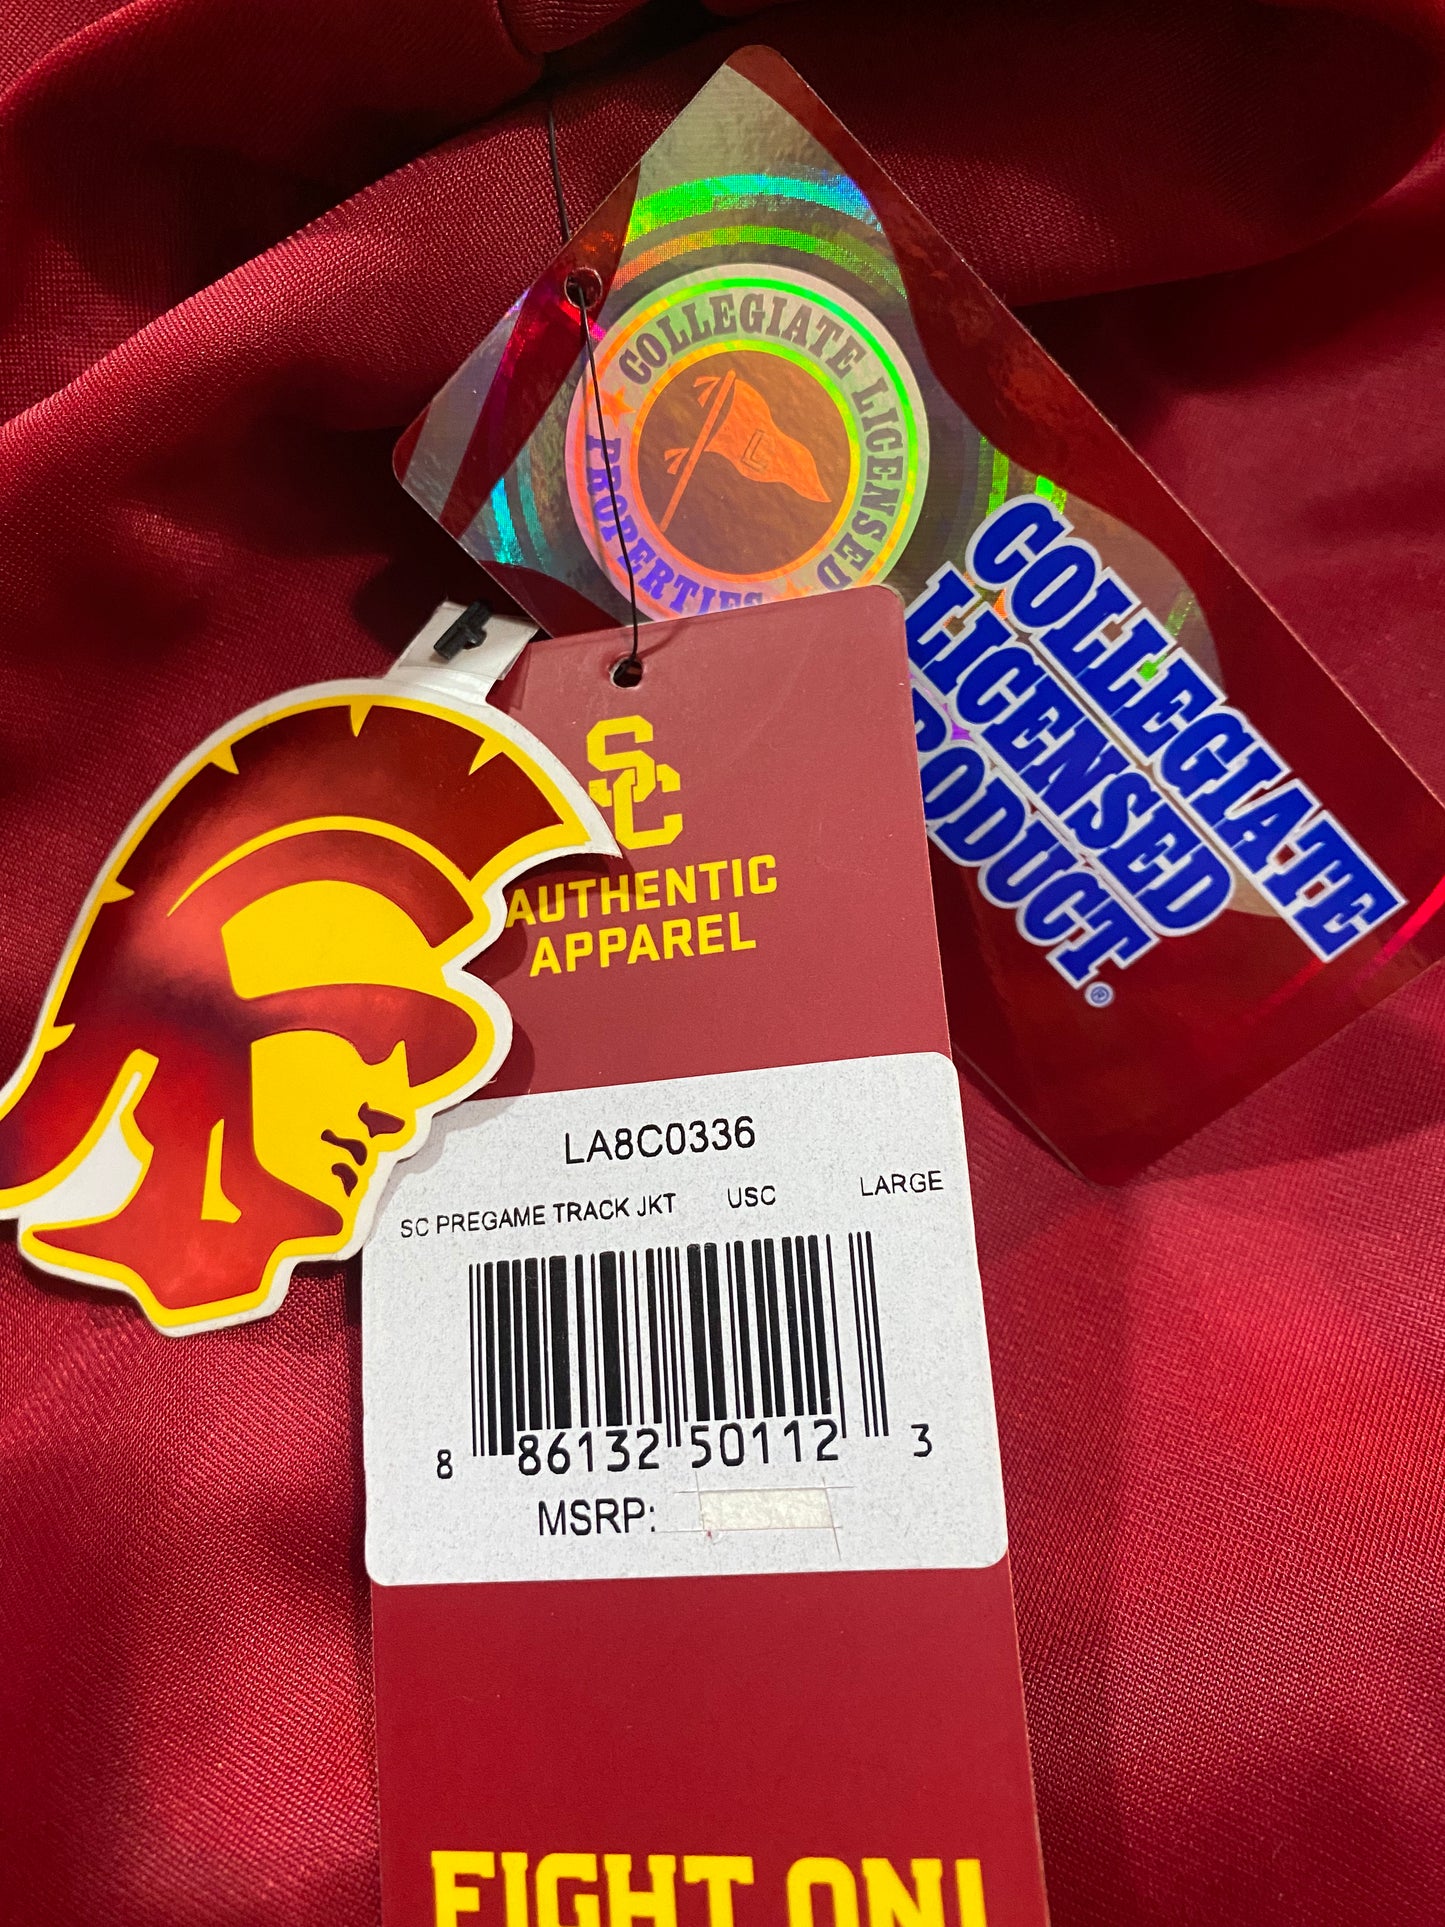 COLLEGIATE LICENSED
PROPERTIES
COLLEGIATE
LICENSED
PRODUCT®
SC
AUTHENTIC
APPAREL
LA8C0336
SC PREGAME TRACK JKT USC LARGE
8 86132 50112 3
MSRP:
FIGHT ON!